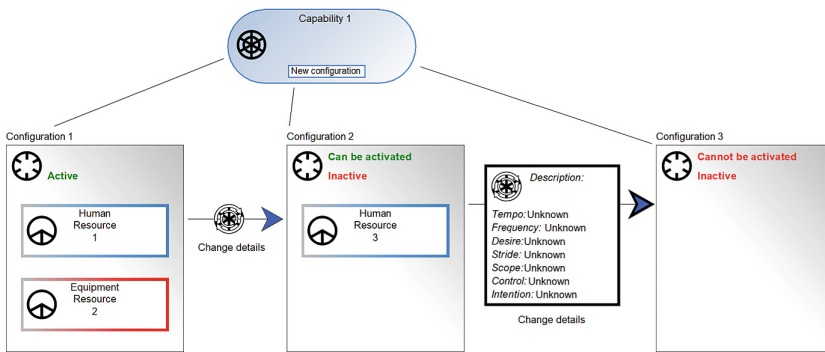 Capability 1
New configuration
Configuration 1
Active
Human
Resource
1
Equipment
Resource
2
Change details
Configuration 2
Can be activated
Inactive
Human
Resource
3
Description:
Tempo:Unknown
Frequency: Unknown
Desire:Unknown
Stride:Unknown
Scope:Unknown
Control:Unknown
Intention:Unknown
Change details
Configuration 3
Cannot be activated
Inactive